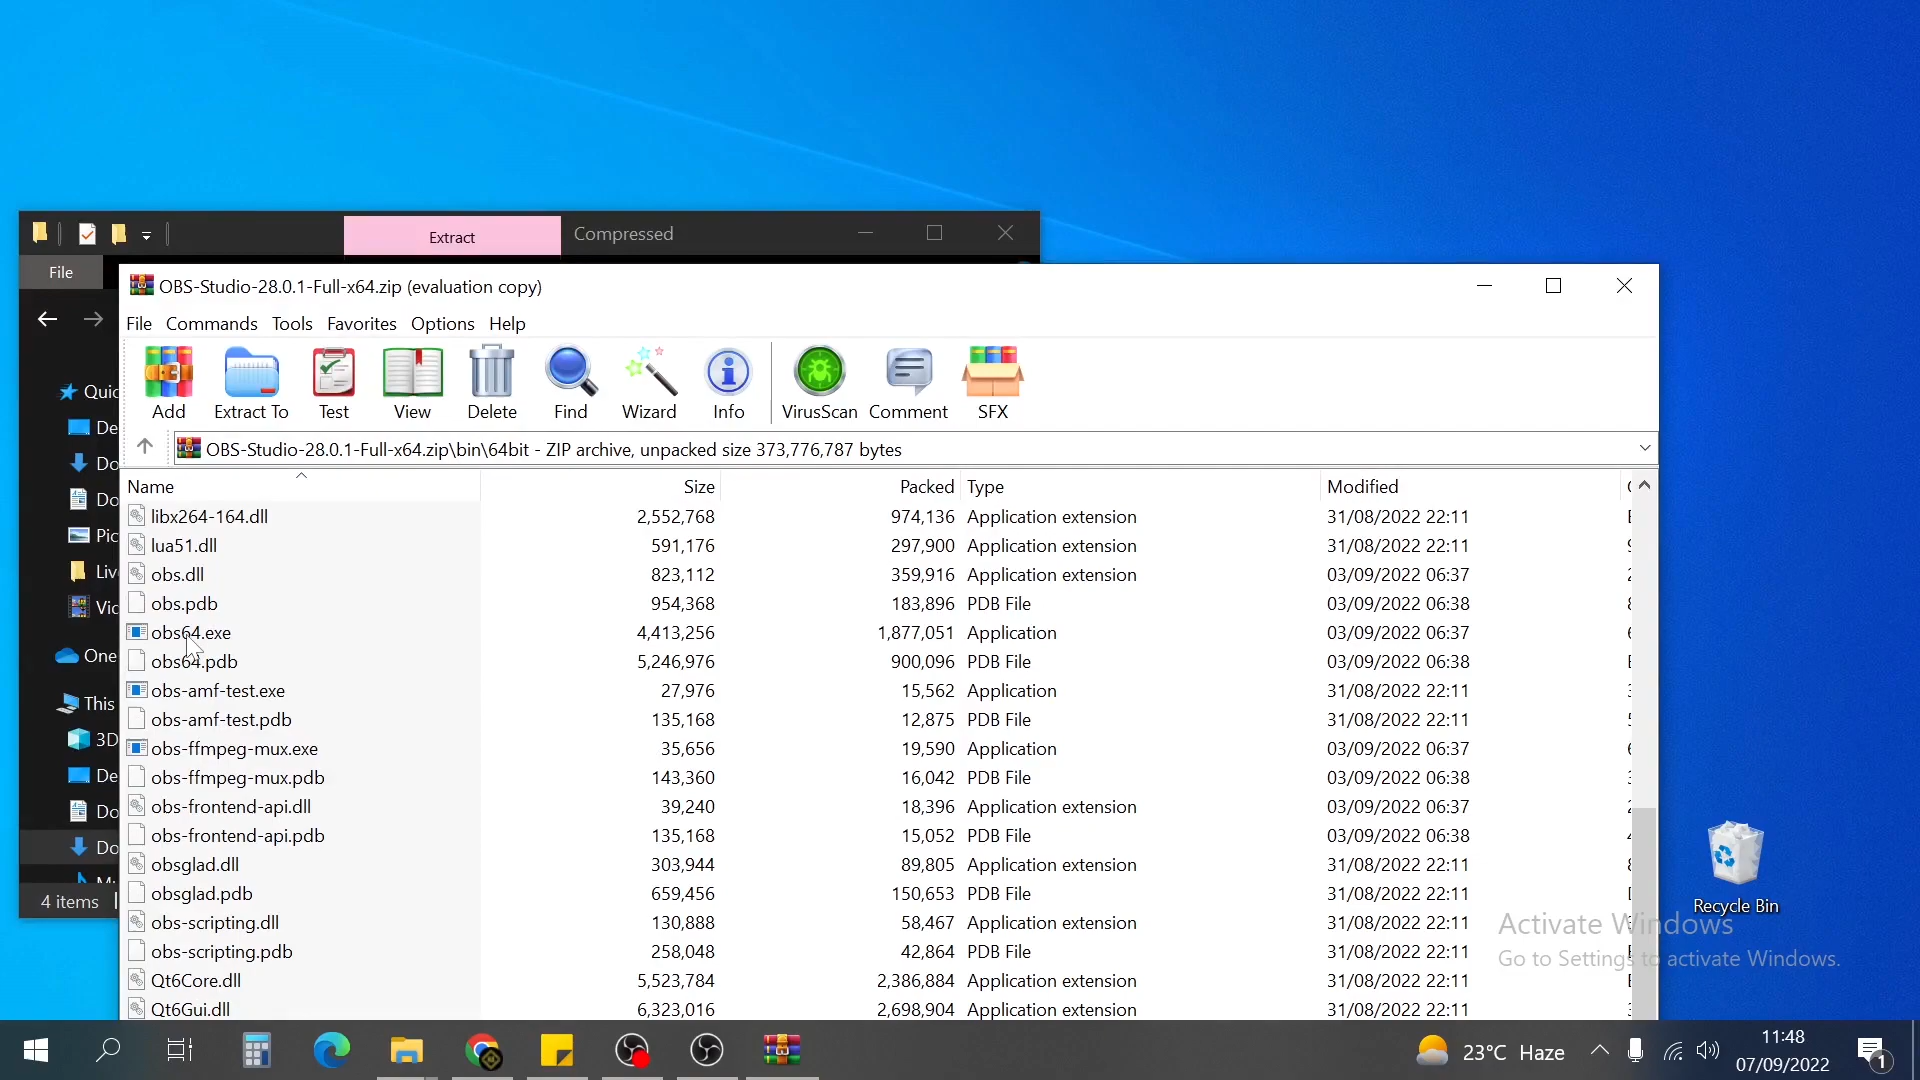 Extract
Compressed
File
OBS-Studio-28.0.1-Full-x64.zip (evaluation copy)
File Commands Tools Favorites Options Help
Add Extract To Test View Delete Find Wizard Info VirusScan Comment SFX
OBS-Studio-28.0.1-Full-x64.zip\bin\64bit - ZIP archive, unpacked size 373,776,787 bytes
Name Size Packed Type Modified
libx264-164.dll 2,552,768 974,136 Application extension 31/08/2022 22:11
lua51.dll 591,176 297,900 Application extension 31/08/2022 22:11
obs.dll 823,112 359,916 Application extension 03/09/2022 06:37
obs.pdb 954,368 183,896 PDB File 03/09/2022 06:38
obs64.exe 4,413,256 1,877,051 Application 03/09/2022 06:37
obs64.pdb 5,246,976 900,096 PDB File 03/09/2022 06:38
obs-amf-test.exe 27,976 15,562 Application 31/08/2022 22:11
obs-amf-test.pdb 135,168 12,875 PDB File 31/08/2022 22:11
obs-ffmpeg-mux.exe 35,656 19,590 Application 03/09/2022 06:37
obs-ffmpeg-mux.pdb 143,360 16,042 PDB File 03/09/2022 06:38
obs-frontend-api.dll 39,240 18,396 Application extension 03/09/2022 06:37
obs-frontend-api.pdb 135,168 15,052 PDB File 03/09/2022 06:38
obsglad.dll 303,944 89,805 Application extension 31/08/2022 22:11
obsglad.pdb 659,456 150,653 PDB File 31/08/2022 22:11
obs-scripting.dll 130,888 58,467 Application extension 31/08/2022 22:11
obs-scripting.pdb 258,048 42,864 PDB File 31/08/2022 22:11
Qt6Core.dll 5,523,784 2,386,884 Application extension 31/08/2022 22:11
Qt6Gui.dll 6,323,016 2,698,904 Application extension 31/08/2022 22:11
Quic
De
Do
Do
Pic
Liv
Vic
One
This
3D
De
Do
Do
4 items
Recycle Bin
Activate Windows
Go to Settings to activate Windows.
23°C Haze
11:48
07/09/2022
1